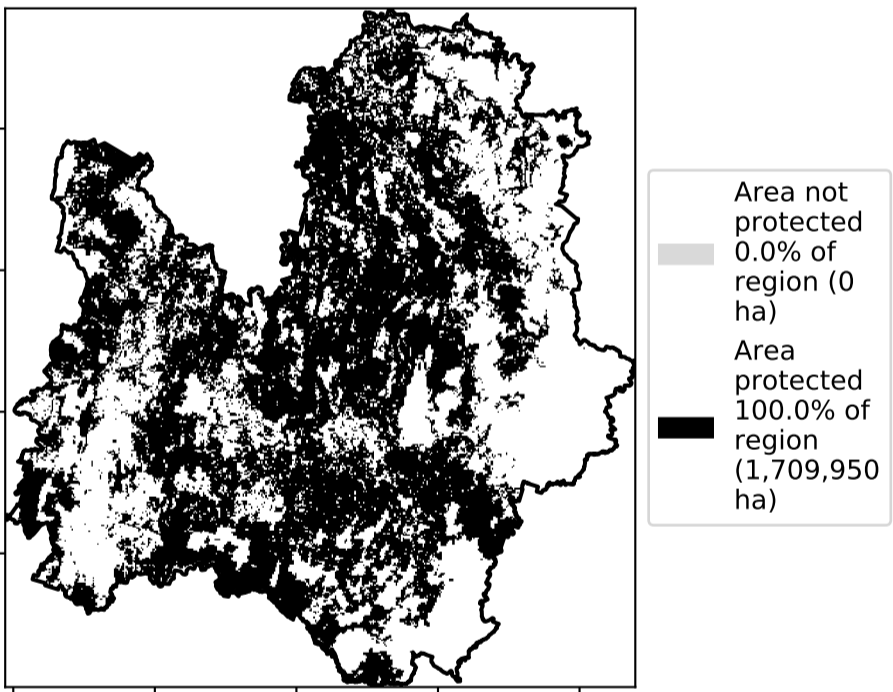 Area not
protected
0.0% of
region (0
ha)
Area
protected
100.0% of
region
(1,709,950
ha)